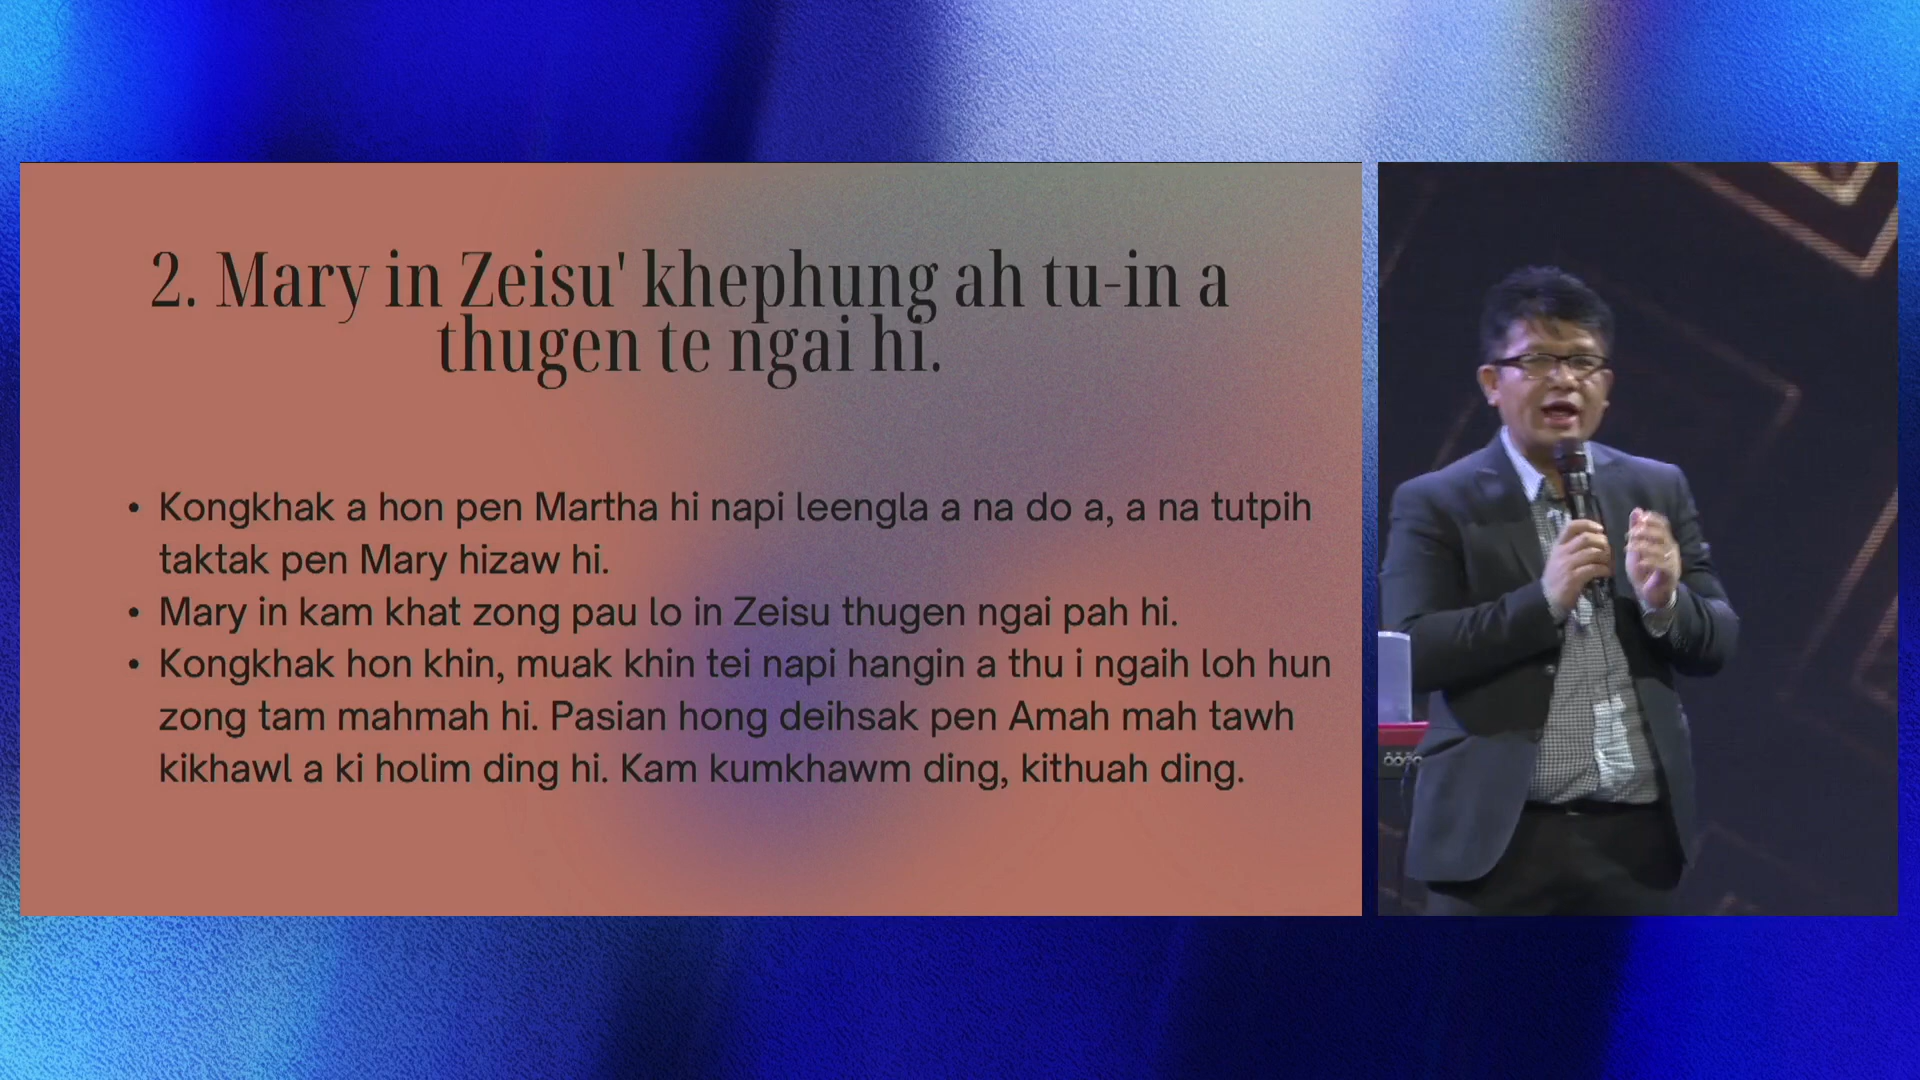 2. Mary in Zeisu' khephung ah tu-in a
thugen te ngai hi.
• Kongkhak a hon pen Martha hi napi leengla a na do a, a na tutpih
taktak pen Mary hizaw hi.
• Mary in kam khat zong pau lo in Zeisu thugen ngai pah hi.
• Kongkhak hon khin, muak khin tei napi hangin a thu i ngaih loh hun
zong tam mahmah hi. Pasian hong deihsak pen Amah mah tawh
kikhawl a ki holim ding hi. Kam kumkhawm ding, kithuah ding.